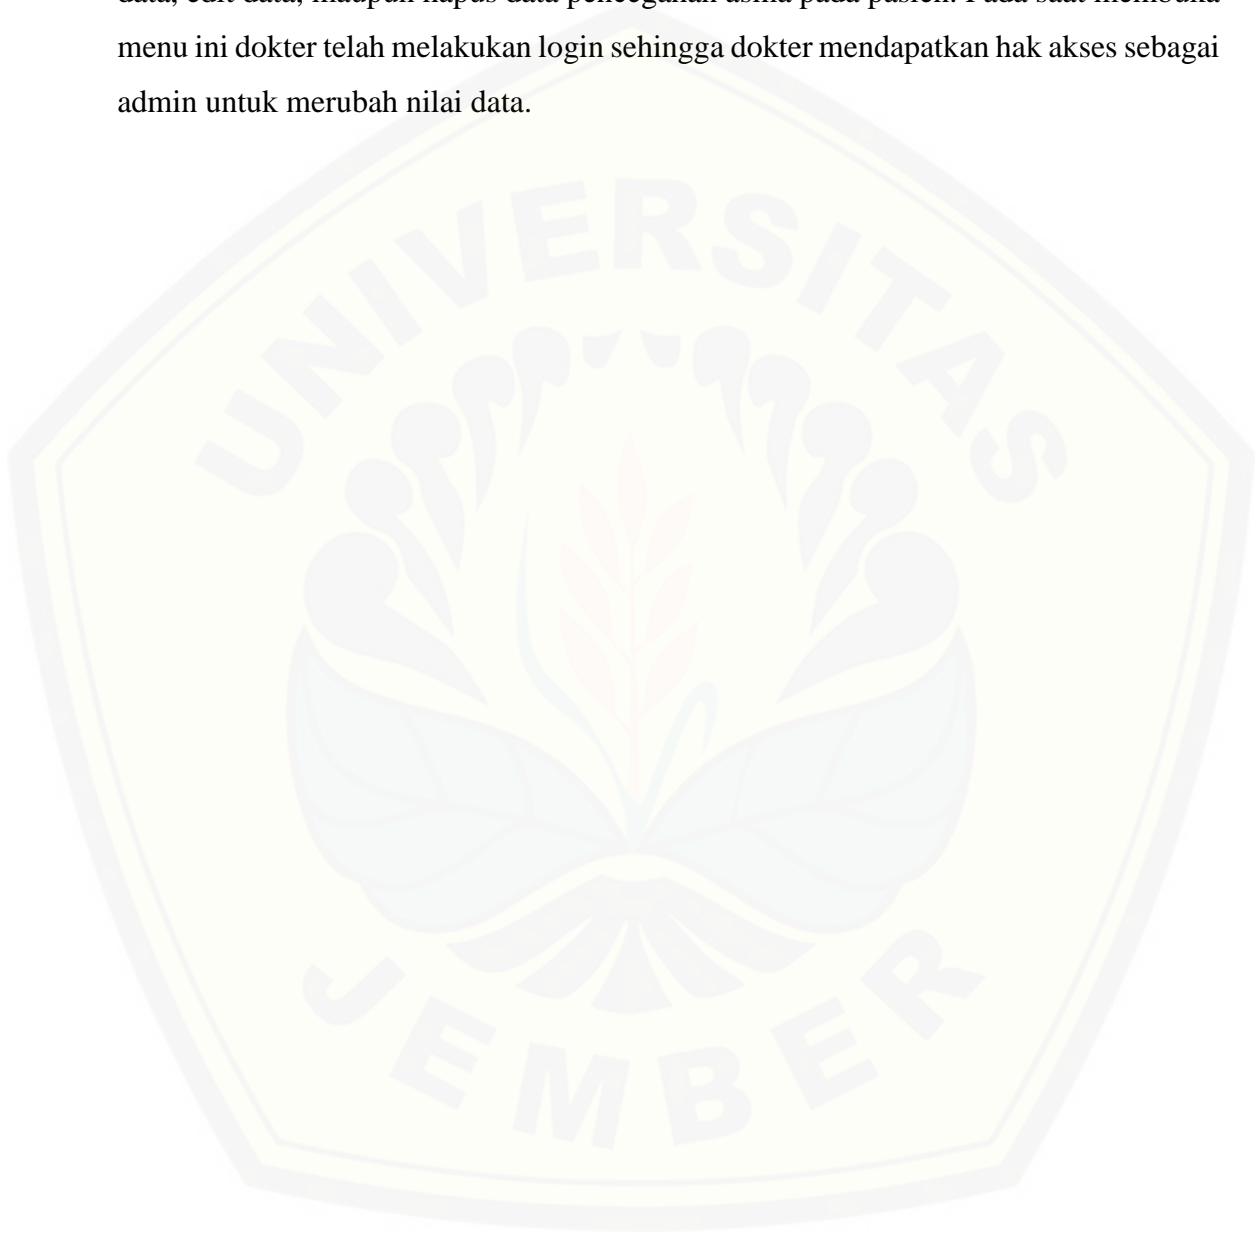 data, edit data, maupun hapus data pencegahan asma pada pasien. Pada saat membuka
menu ini dokter telah melakukan login sehingga dokter mendapatkan hak akses sebagai
admin untuk merubah nilai data.
UNIVERSITAS
JEMBER